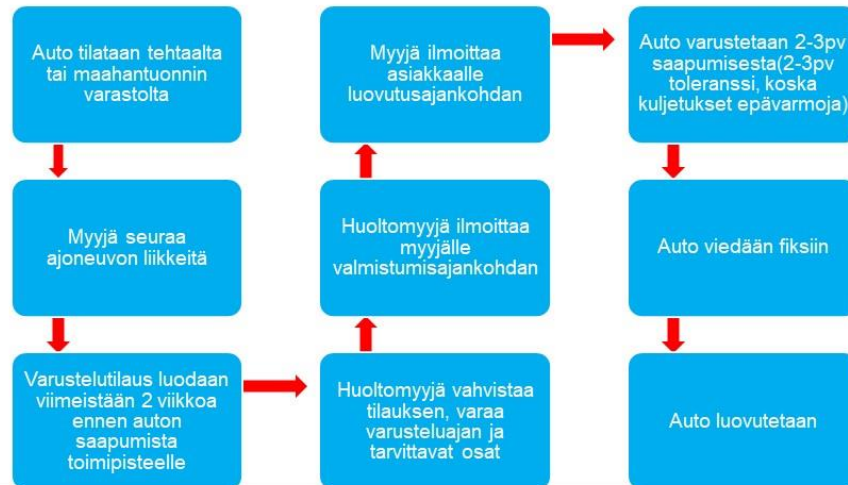 Auto tilataan tehtaalta
tai maahantuonnin
varastolta
Myyjä seuraa
ajoneuvon liikkeitä
Varustelutilaus luodaan
viimeistään 2 viikkoa
ennen auton
saapumista
toimipisteelle
Huoltomyyjä vahvistaa
tilauksen, varaa
varusteluajan ja
tarvittavat osat
Huoltomyyjä ilmoittaa
myyjälle
valmistumisajankohdan
Myyjä ilmoittaa
asiakkaalle
luovutusajankohdan
Auto varustetaan 2-3pv
saapumisesta(2-3pv
toleranssi, koska
kuljetukset epävarmoja)
Auto viedään fiksiin
Auto luovutetaan